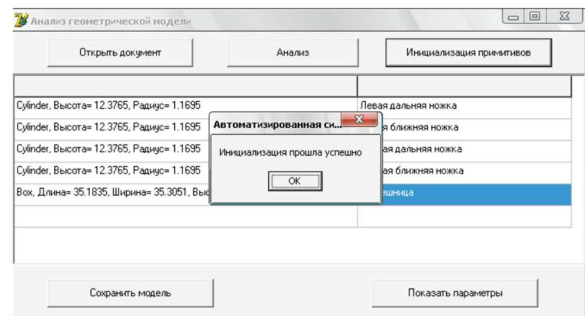 Анализ геометрической модели
Открыть документ
Анализ
Инициализация примитивов
Cylinder, Высота= 12.3765, Радиус= 1.1695
Левая дальняя ножка
Cylinder, Высота= 12.3765, Радиус= 1.1695
ближняя ножка
Cylinder, Высота= 12.3765, Радиус= 1.1695
дальняя ножка
Cylinder, Высота= 12.3765, Радиус= 1.1695
ближняя ножка
Box, Длина= 35.1835, Ширина= 35.3051,
Автоматизированная си...
Инициализация прошла успешно
OK
Сохранить модель
Показать параметры